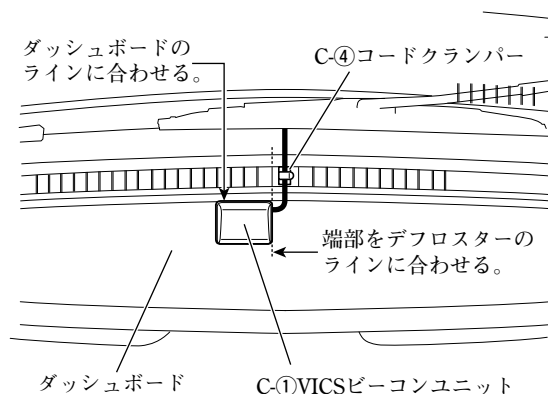 ダッシュボードの
ラインに合わせる。
C-④コードクランパー
端部をデフロスターの
ラインに合わせる。
ダッシュボード
C-①VICSビーコンユニット